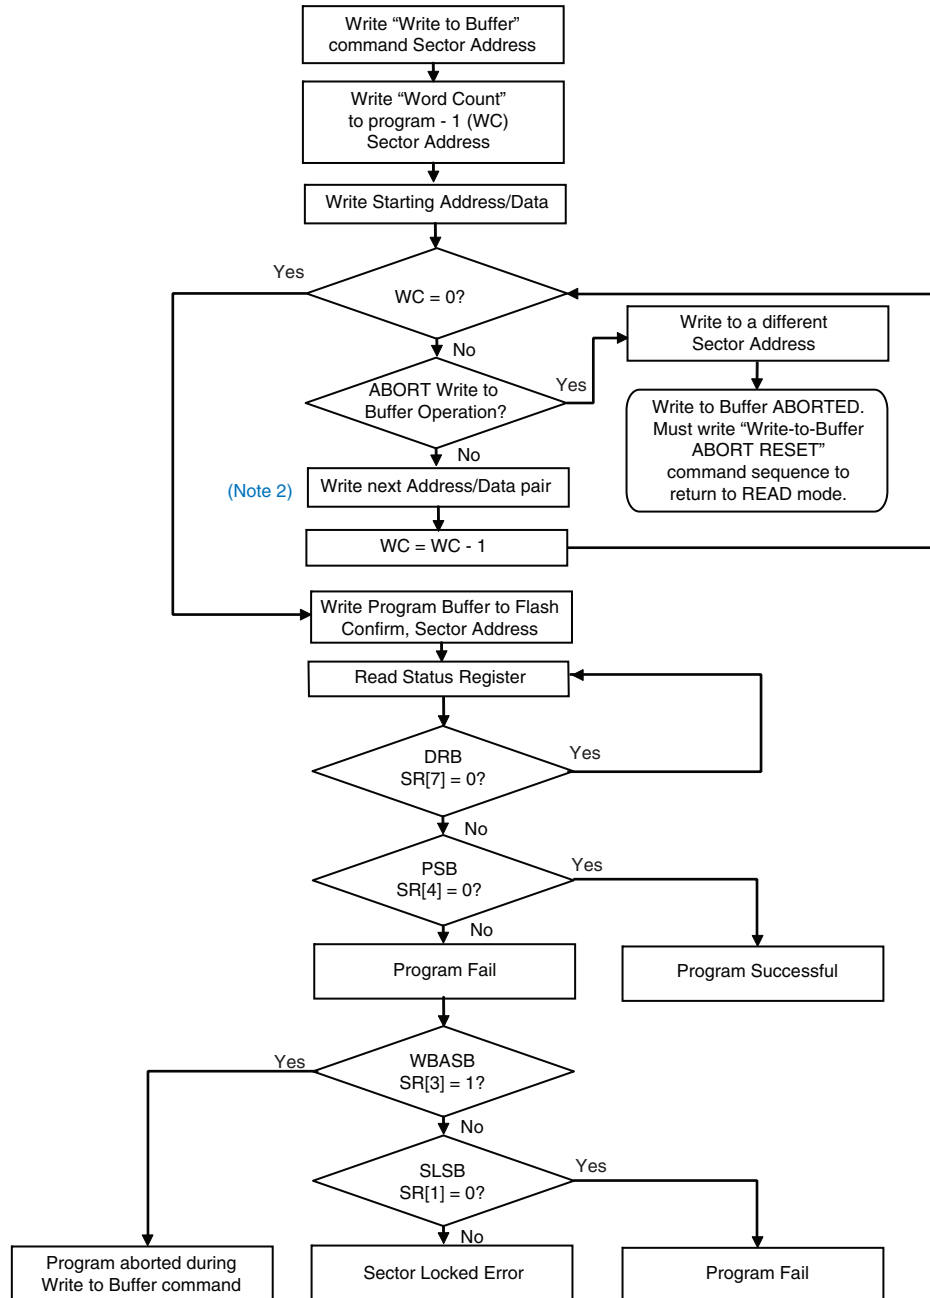 Write “Write to Buffer”
command Sector Address
Write “Word Count”
to program - 1 (WC)
Sector Address
Write Starting Address/Data
Yes
WC = 0?
No
Write to a different
Sector Address
ABORT Write to
Buffer Operation?
Yes
Write to Buffer ABORTED.
Must write “Write-to-Buffer
ABORT RESET”
command sequence to
return to READ mode.
No
(Note 2)
Write next Address/Data pair
WC = WC - 1
Write Program Buffer to Flash
Confirm, Sector Address
Read Status Register
DRB
SR[7] = 0?
Yes
No
PSB
SR[4] = 0?
Yes
No
Program Fail
Program Successful
Yes
WBASB
SR[3] = 1?
No
SLSB
SR[1] = 0?
Yes
No
Program aborted during
Write to Buffer command
Sector Locked Error
Program Fail